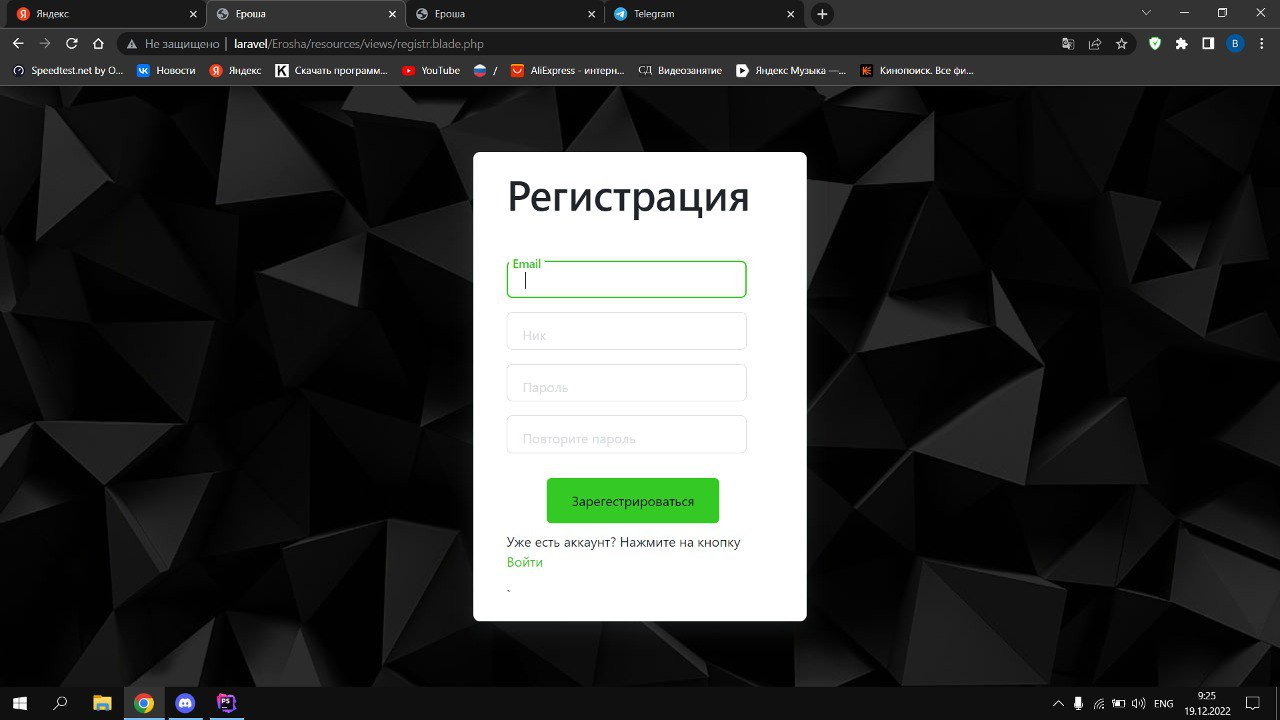 Яндекс
Ероша
Ероша
Telegram
Не защищено
laravel/Erosha/resources/views/registr.blade.php
B
Speedtest.net by O...
Новости
Яндекс
Скачать программ...
YouTube
/
AliExpress - интерн...
СД Видеозанятие
Яндекс Музыка —...
Кинопоиск. Все фи...
Регистрация
Email
Ник
Пароль
Повторите пароль
Зарегестрироваться
Уже есть аккаунт? Нажмите на кнопку
Войти
`
PS
ENG
9:25
19.12.2022